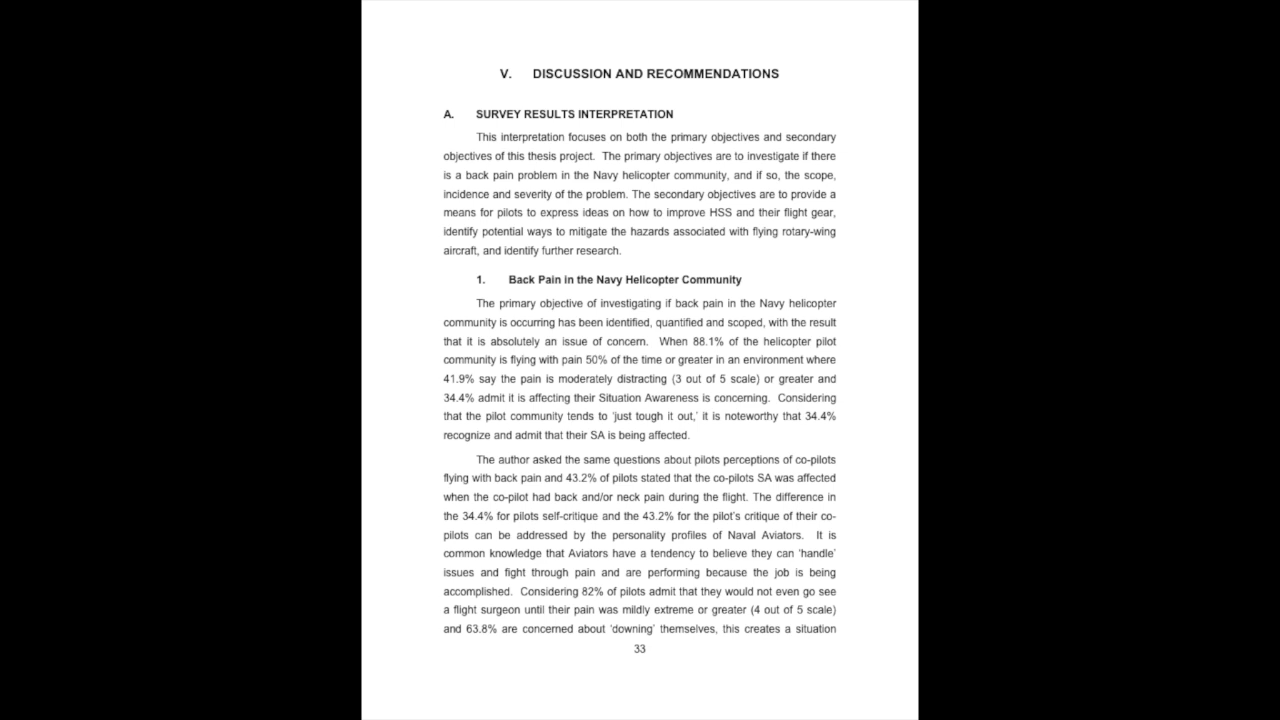 V. DISCUSSION AND RECOMMENDATIONS
A. SURVEY RESULTS INTERPRETATION
This interpretation focuses on both the primary objectives and secondary
objectives of this thesis project. The primary objectives are to investigate if there
is a back pain problem in the Navy helicopter community, and if so, the scope,
incidence and severity of the problem. The secondary objectives are to provide a
means for pilots to express ideas on how to improve HSS and their flight gear,
identify potential ways to mitigate the hazards associated with flying rotary-wing
aircraft, and identify further research.
1. Back Pain in the Navy Helicopter Community
The primary objective of investigating if back pain in the Navy helicopter
community is occurring has been identified, quantified and scoped, with the result
that it is absolutely an issue of concern. When 88.1% of the helicopter pilot
community is flying with pain 50% of the time or greater in an environment where
41.9% say the pain is moderately distracting (3 out of 5 scale) or greater and
34.4% admit it is affecting their Situation Awareness is concerning. Considering
that the pilot community tends to 'just tough it out,' it is noteworthy that 34.4%
recognize and admit that their SA is being affected.
The author asked the same questions about pilots perceptions of co-pilots
flying with back pain and 43.2% of pilots stated that the co-pilots SA was affected
when the co-pilot had back and/or neck pain during the flight. The difference in
the 34.4% for pilots self-critique and the 43.2% for the pilot's critique of their co-
pilots can be addressed by the personality profiles of Naval Aviators. It is
common knowledge that Aviators have a tendency to believe they can 'handle'
issues and fight through pain and are performing because the job is being
accomplished. Considering 82% of pilots admit that they would not even go see
a flight surgeon until their pain was mildly extreme or greater (4 out of 5 scale)
and 63.8% are concerned about 'downing' themselves, this creates a situation
33